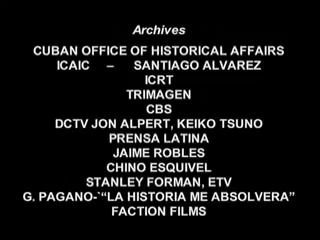 Archives
CUBAN OFFICE OF HISTORICAL AFFAIRS
ICAIC – SANTIAGO ALVAREZ
ICRT
TRIMAGEN
CBS
DCTV JON ALPERT, KEIKO TSUNO
PRENSA LATINA
JAIME ROBLES
CHINO ESQUIVEL
STANLEY FORMAN, ETV
G. PAGANO-`“LA HISTORIA ME ABSOLVERA”
FACTION FILMS